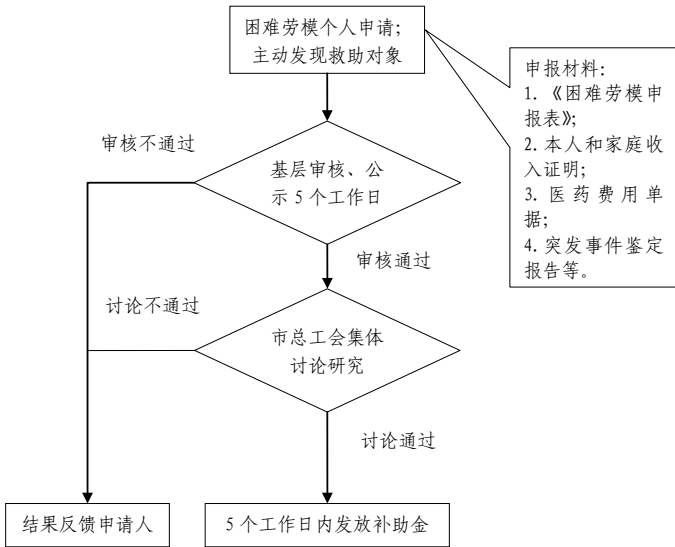 困难劳模个人申请；
主动发现救助对象
申报材料：
1.《困难劳模申
报表》；
2.本人和家庭收
入证明；
3.医药费用单
据；
4.突发事件鉴定
报告等。
审核不通过
基层审核、公
示 5 个工作日
审核通过
讨论不通过
市总工会集体
讨论研究
讨论通过
结果反馈申请人
5 个工作日内发放补助金